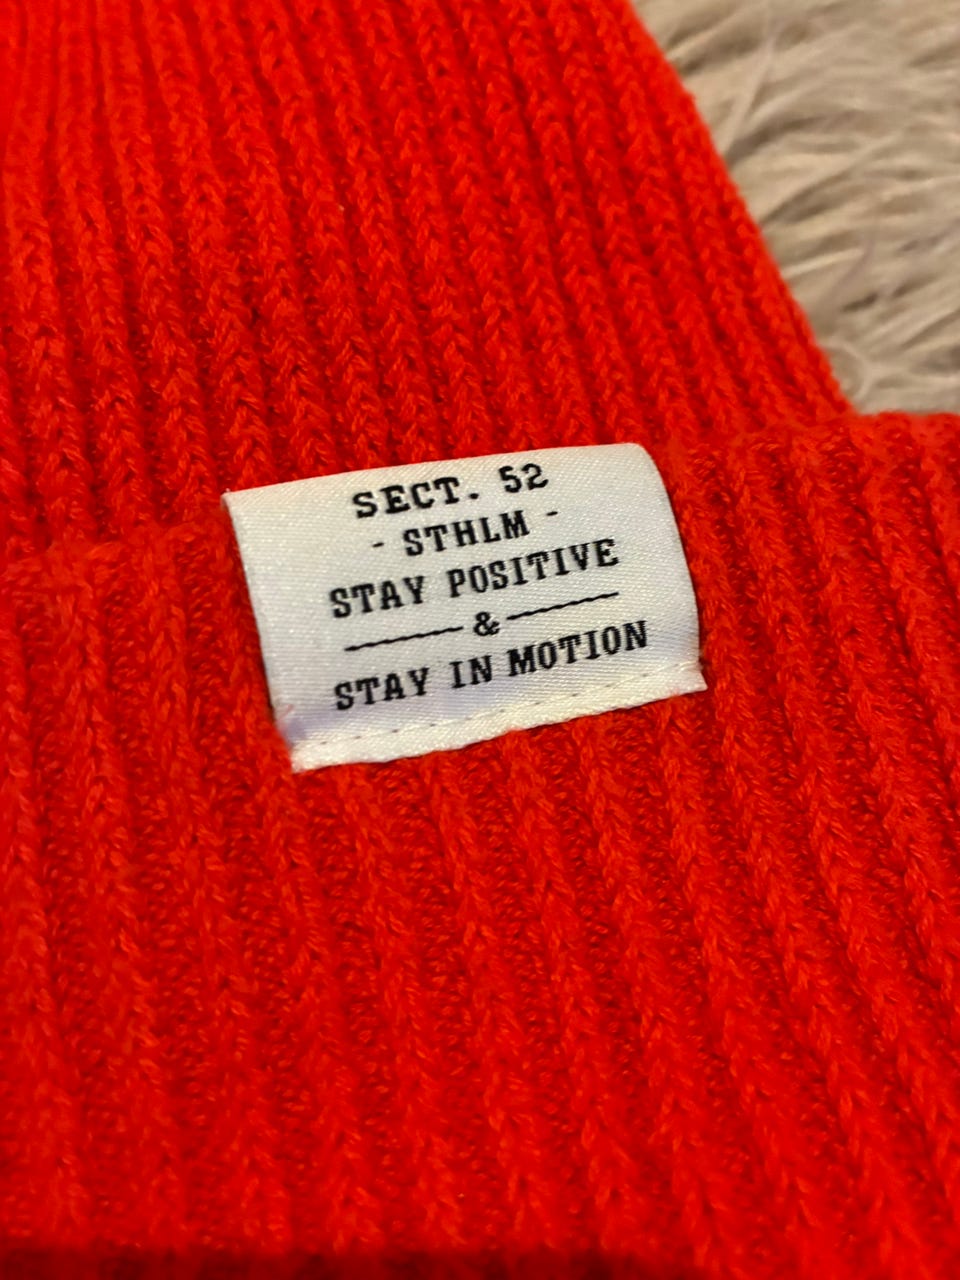 SECT. 52
- STHLM -
STAY POSITIVE
&
STAY IN MOTION